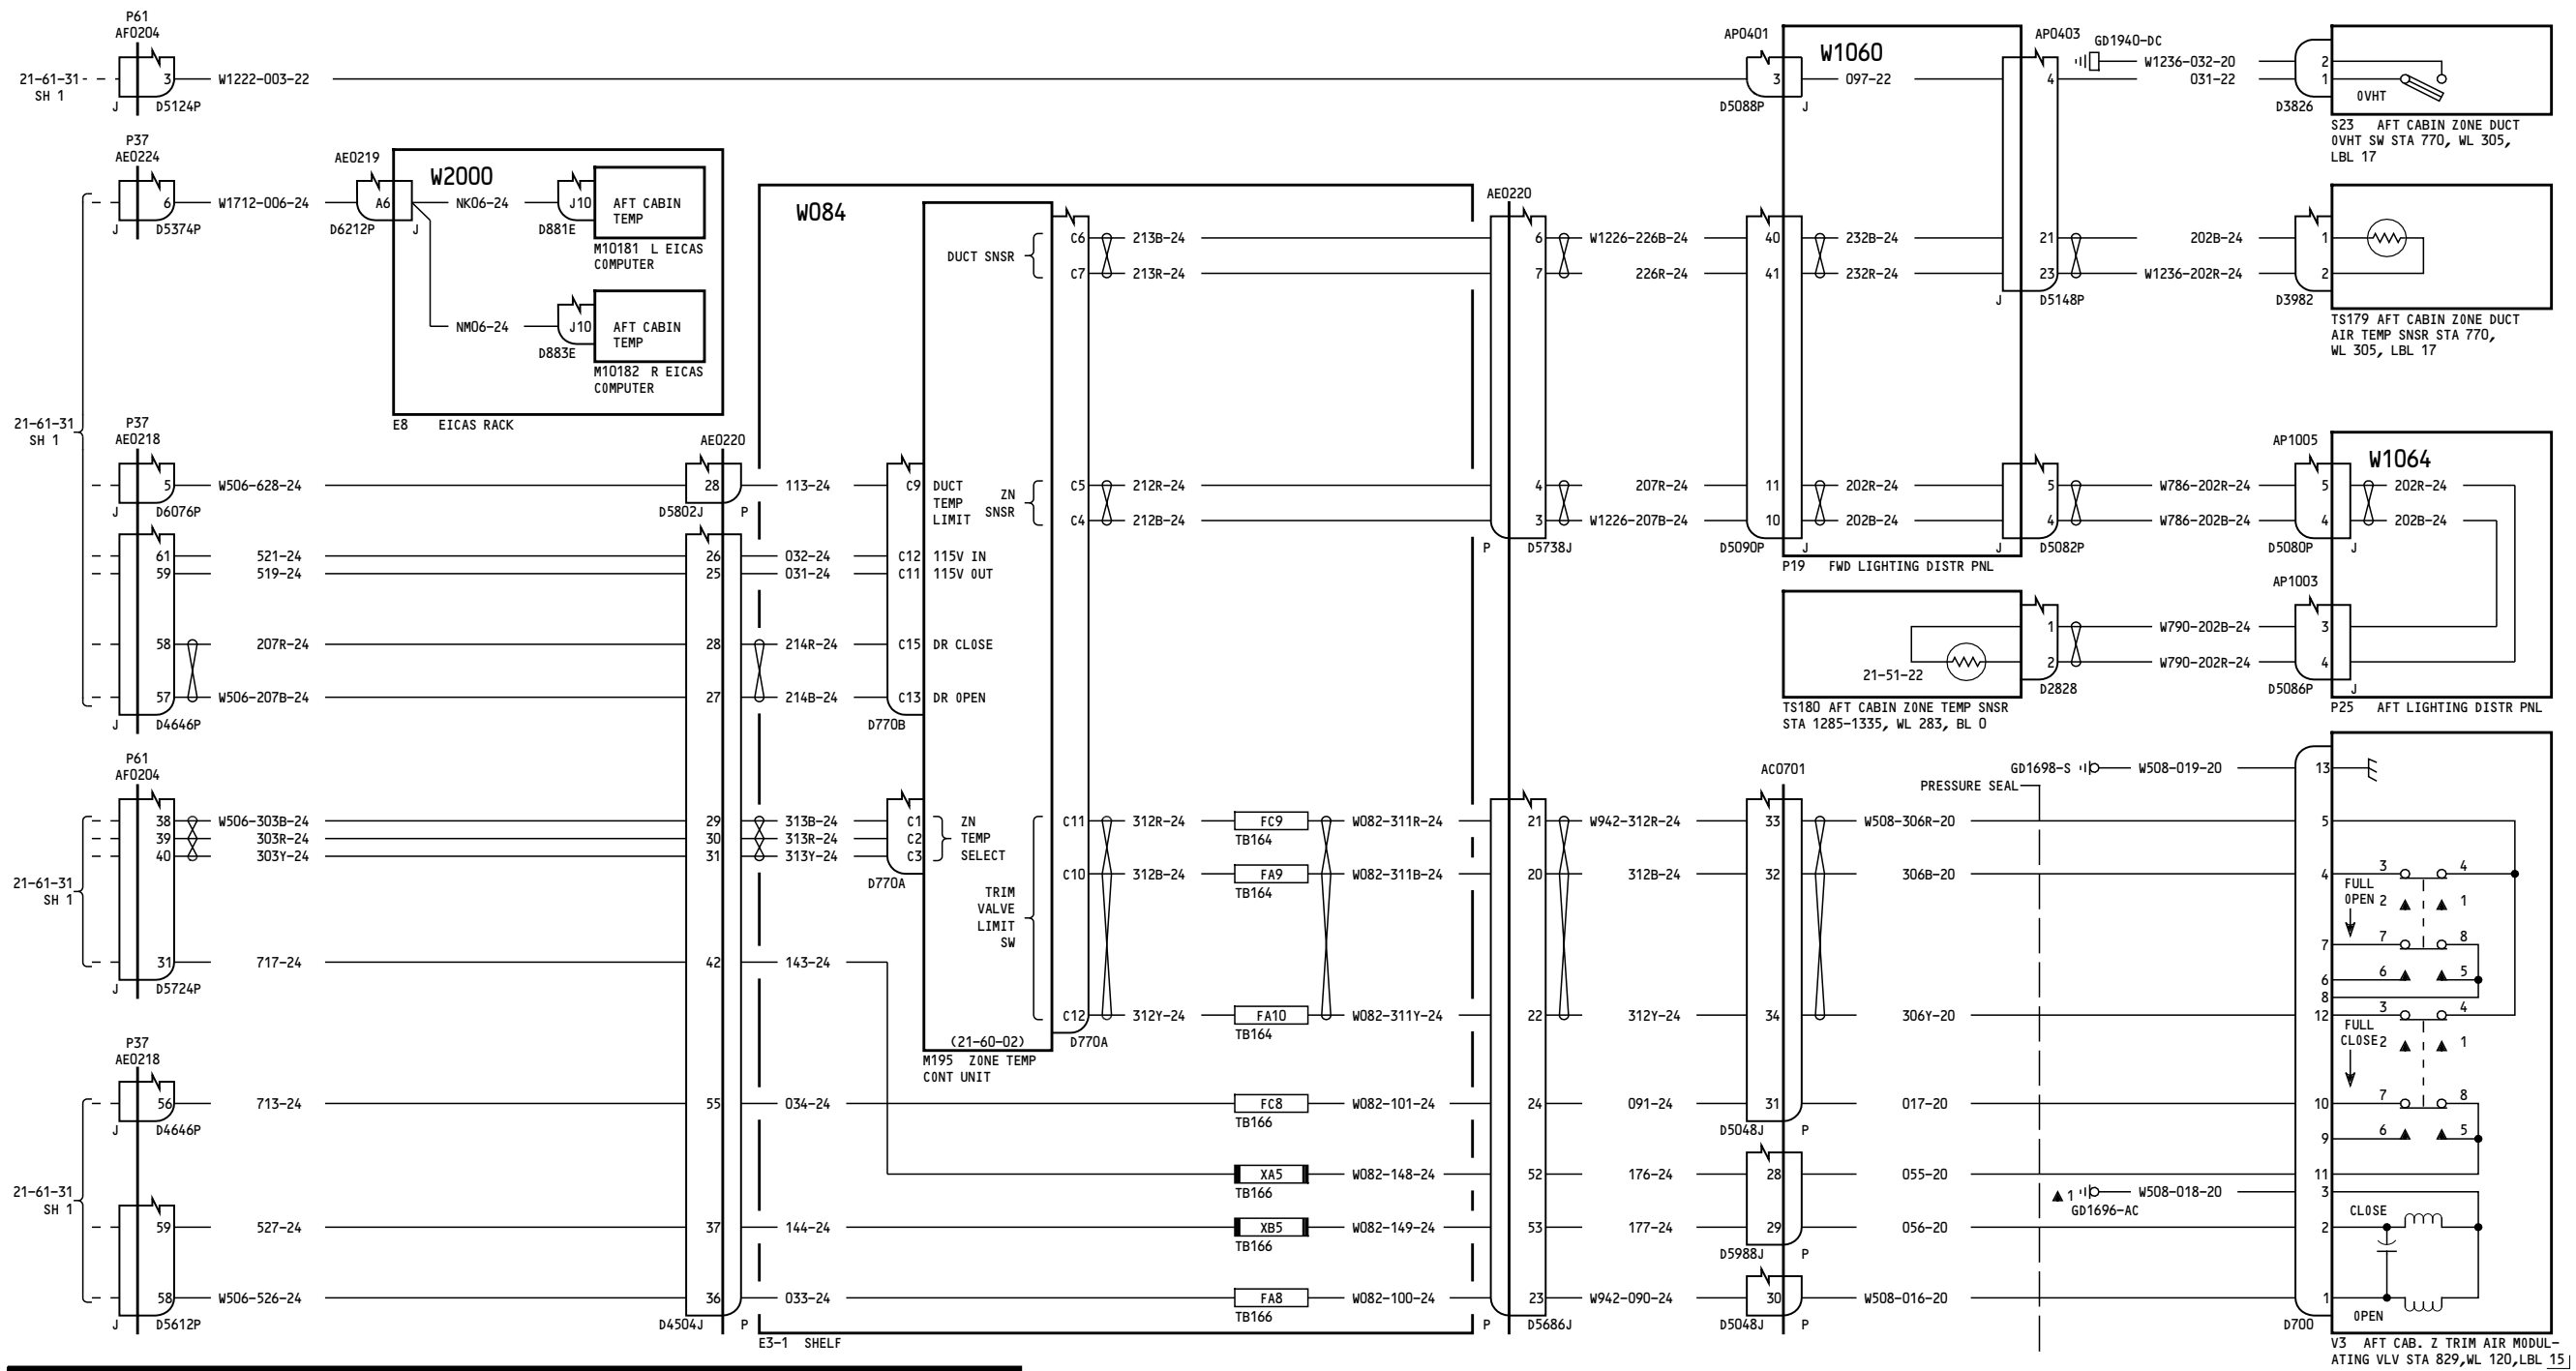 P61
AF0204
21-61-31
SH 1
3
W1222-003-22
J
D5124P
AP0401
3
D5088P
J
W1060
097-22
AP0403
4
GD1940-DC
W1236-032-20
031-22
2
1
D3826
0VHT
S23 AFT CABIN ZONE DUCT
0VHT SW STA 770, WL 305,
LBL 17
P37
AE0224
6
W1712-006-24
J
D5374P
AE0219
A6
D6212P
J
W2000
NK06-24
J10
D881E
AFT CABIN
TEMP
M10181 L EICAS
COMPUTER
NM06-24
J10
D883E
AFT CABIN
TEMP
M10182 R EICAS
COMPUTER
E8 EICAS RACK
W084
DUCT SNSR
C6
C7
213B-24
213R-24
AE0220
6
7
W1226-226B-24
226R-24
40
41
232B-24
232R-24
21
23
J
D5148P
202B-24
W1236-202R-24
1
2
D3982
TS179 AFT CABIN ZONE DUCT
AIR TEMP SNSR STA 770,
WL 305, LBL 17
21-61-31
SH 1
P37
AE0218
5
W506-628-24
J
D6076P
AE0220
28
D5802J
P
113-24
C9
DUCT
TEMP
LIMIT
ZN
SNSR
C5
C4
212R-24
212B-24
4
3
P
D5738J
207R-24
W1226-207B-24
11
10
D5090P
J
202R-24
202B-24
5
4
J
D5082P
P19 FWD LIGHTING DISTR PNL
W786-202R-24
W786-202B-24
AP1005
5
4
D5080P
J
W1064
202R-24
202B-24
61
59
521-24
519-24
26
25
032-24
031-24
C12
C11
115V IN
115V OUT
58
57
207R-24
W506-207B-24
J
D4646P
28
27
214R-24
214B-24
C15
C13
DR CLOSE
DR OPEN
D770B
21-51-22
1
2
D2828
TS180 AFT CABIN ZONE TEMP SNSR
STA 1285-1335, WL 283, BL 0
W790-202B-24
W790-202R-24
AP1003
3
4
D5086P
J
P25 AFT LIGHTING DISTR PNL
P61
AF0204
21-61-31
SH 1
38
39
40
W506-303B-24
303R-24
303Y-24
29
30
31
313B-24
313R-24
313Y-24
C1
C2
C3
ZN
TEMP
SELECT
D770A
31
717-24
J
D5724P
42
143-24
TRIM
VALVE
LIMIT
SW
C11
C10
C12
D770A
(21-60-02)
M195 ZONE TEMP
CONT UNIT
312R-24
FC9
TB164
W082-311R-24
312B-24
FA9
TB164
W082-311B-24
312Y-24
FA10
TB164
W082-311Y-24
21
20
22
W942-312R-24
312B-24
312Y-24
AC0701
33
32
34
W508-306R-20
306B-20
306Y-20
PRESSURE SEAL
GD1698-S
W508-019-20
13
5
4
7
6
8
12
10
9
11
3
2
1
FULL
OPEN
3
4
2
1
7
8
6
5
FULL
CLOSE
3
4
2
1
7
8
6
5
P37
AE0218
21-61-31
SH 1
56
713-24
J
D4646P
55
034-24
FC8
TB166
W082-101-24
24
091-24
31
D5048J
P
017-20
XA5
TB166
W082-148-24
52
176-24
28
055-20
1
GD1696-AC
W508-018-20
59
527-24
37
144-24
XB5
TB166
W082-149-24
53
177-24
29
D5988J
P
056-20
CLOSE
58
W506-526-24
J
D5612P
36
D4504J
P
033-24
FA8
TB166
W082-100-24
23
P
D5686J
W942-090-24
30
D5048J
P
W508-016-20
OPEN
D700
E3-1 SHELF
V3 AFT CAB. Z TRIM AIR MODUL-
ATING VLV STA 829,WL 120,LBL 15